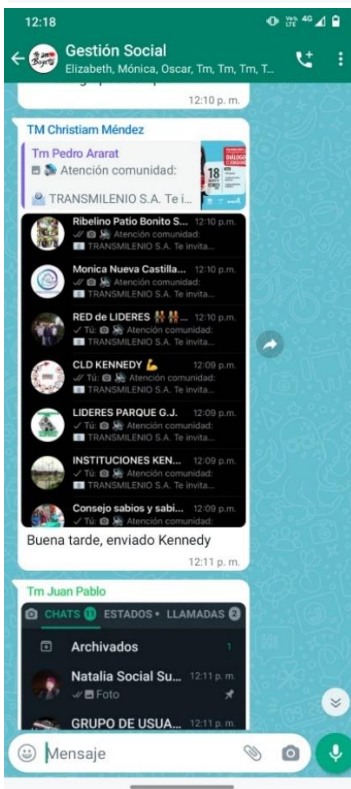 12:18
Gestión Social
Elizabeth, Mónica, Oscar, Tm, Tm, Tm, T...
12:10 p. m.
TM Christiam Méndez
Tm Pedro Ararat
Atención comunidad:
TRANSMILENIO S.A. Te i...
DIÁLOGO
18
Ribelino Patio Bonito S... 12:10 p.m.
Atención comunidad:
TRANSMILENIO S.A. Te invita...
Monica Nueva Castilla... 12:10 p.m.
Atención comunidad:
TRANSMILENIO S.A. Te invita...
RED de LIDERES ... 12:10 p.m.
Tú: Atención comunidad:
TRANSMILENIO S.A. Te invita...
CLD KENNEDY 12:09 p.m.
Tú: Atención comunidad:
TRANSMILENIO S.A. Te invita...
LIDERES PARQUE G.J. 12:09 p.m.
Tú: Atención comunidad:
TRANSMILENIO S.A. Te invita...
INSTITUCIONES KEN... 12:09 p.m.
Tú: Atención comunidad:
TRANSMILENIO S.A. Te invita...
Consejo sabios y sabi... 12:09 p.m.
Tú: Atención comunidad:
Buena tarde, enviado Kennedy
12:11 p. m.
Tm Juan Pablo
CHATS 11 ESTADOS • LLAMADAS 2
Archivados 1
Natalia Social Su... 12:11 p. m.
Foto
GRUPO DE USUA... 12:11 p. m.
Mensaje